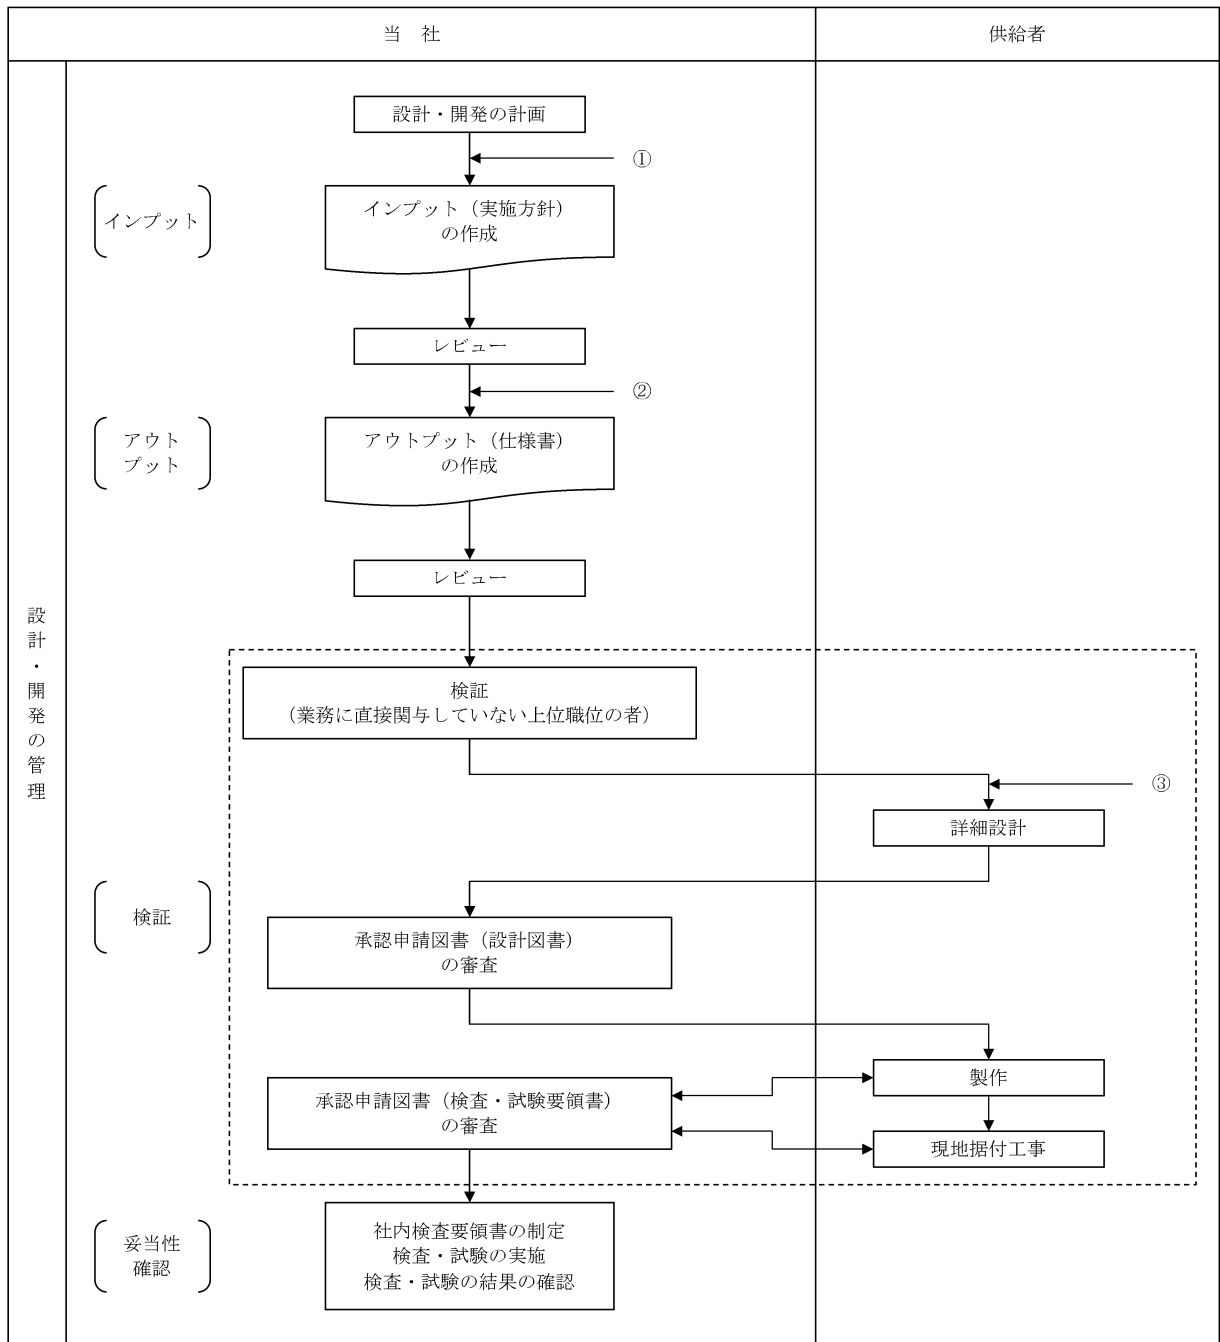 当　社
供給者
設計・開発の管理
設計・開発の計画
①
インプット
インプット（実施方針）
の作成
レビュー
②
アウト
プット
アウトプット（仕様書）
の作成
レビュー
検証
（業務に直接関与していない上位職位の者）
③
詳細設計
検証
承認申請図書（設計図書）
の審査
製作
承認申請図書（検査・試験要領書）
の審査
現地据付工事
妥当性
確認
社内検査要領書の制定
検査・試験の実施
検査・試験の結果の確認